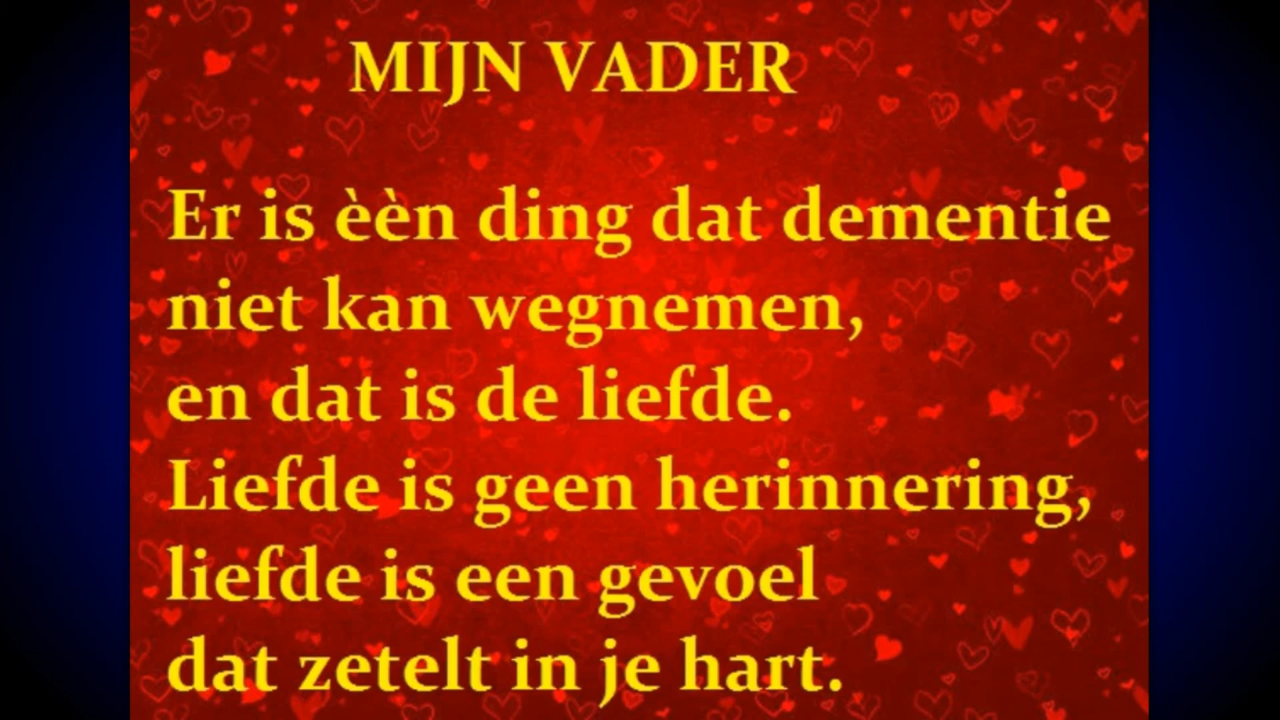 MIJN VADER
Er is èèn ding dat dementie
niet kan wegnemen,
en dat is de liefde.
Liefde is geen herinnering,
liefde is een gevoel
dat zetelt in je hart.